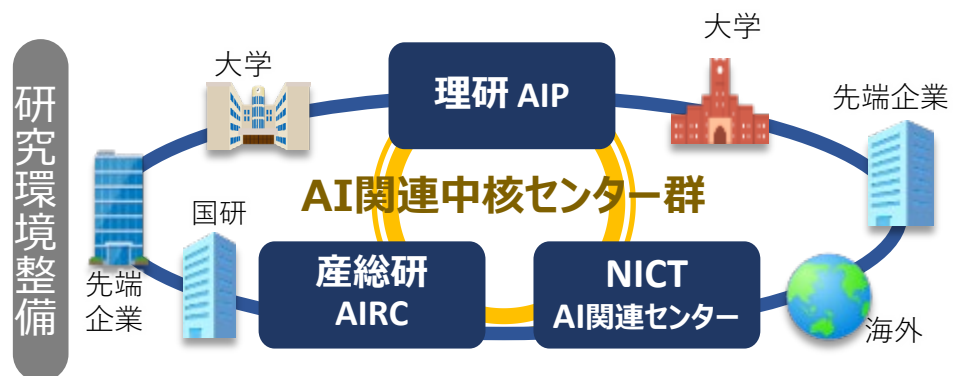 研究環境整備
大学
理研 AIP
大学
先端企業
AI関連中核センター群
国研
先端
企業
産総研
AIRC
NICT
AI関連センター
海外